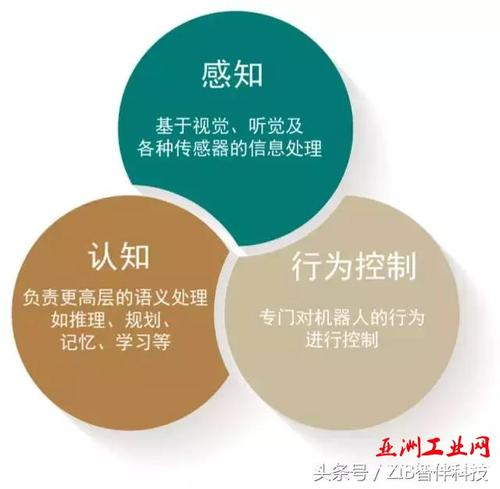 感知
基于视觉、听觉及
各种传感器的信息处理
认知
负责更高层的语义处理
如推理、规划、
记忆、学习等
行为控制
专门对机器人的行为
进行控制
亚洲工业网
头条号/ZIB智伴科技